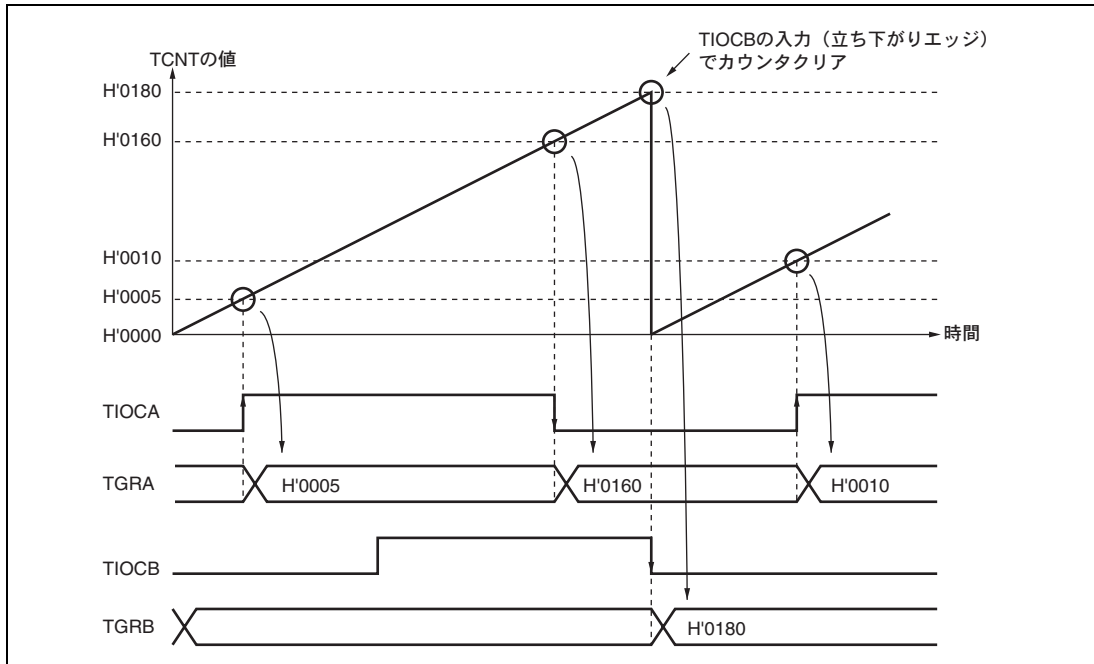 TIOCBの入力（立ち下がりエッジ）
でカウンタクリア
TCNTの値
H'0180
H'0160
H'0010
H'0005
H'0000
時間
TIOCA
TGRA
H'0005
H'0160
H'0010
TIOCB
TGRB
H'0180